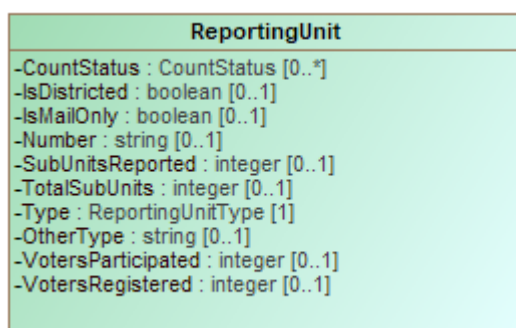 ReportingUnit
-CountStatus : CountStatus [0..*]
-IsDistricted : boolean [0..1]
-IsMailOnly : boolean [0..1]
-Number : string [0..1]
-SubUnitsReported : integer [0..1]
-TotalSubUnits : integer [0..1]
-Type : ReportingUnitType [1]
-OtherType : string [0..1]
-VotersParticipated : integer [0..1]
-VotersRegistered : integer [0..1]